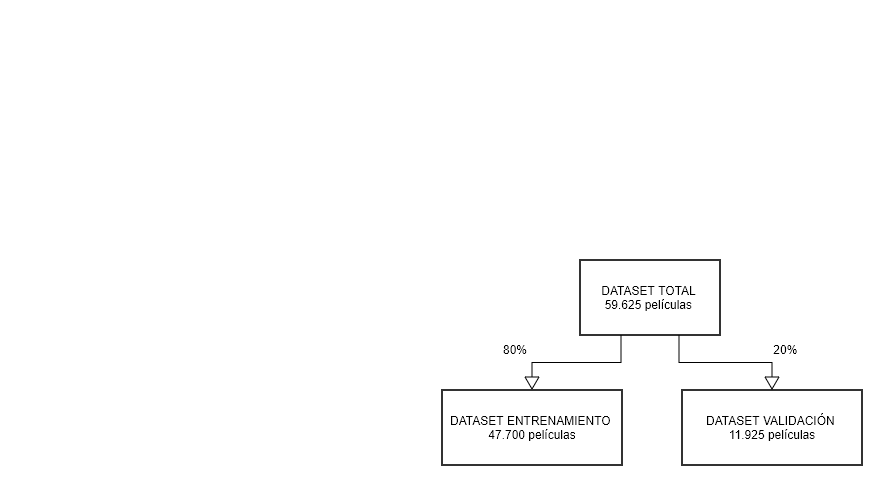 DATASET TOTAL
59.625 películas
80%
20%
DATASET ENTRENAMIENTO
47.700 películas
DATASET VALIDACIÓN
11.925 películas